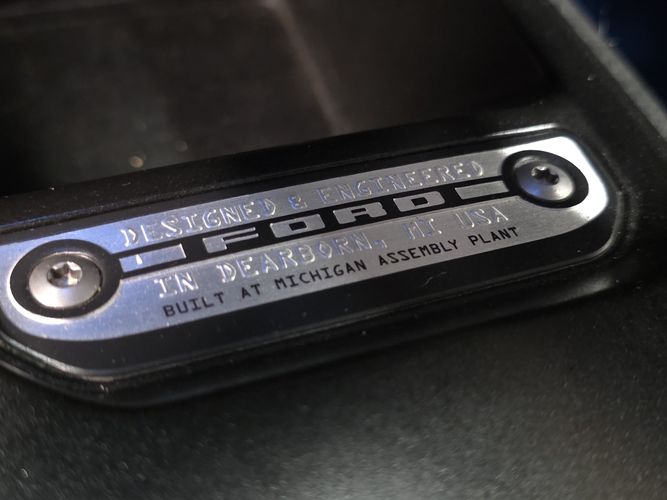 DESIGNED & ENGINEERED
FORD
IN DEARBORN, MI USA
BUILT AT MICHIGAN ASSEMBLY PLANT